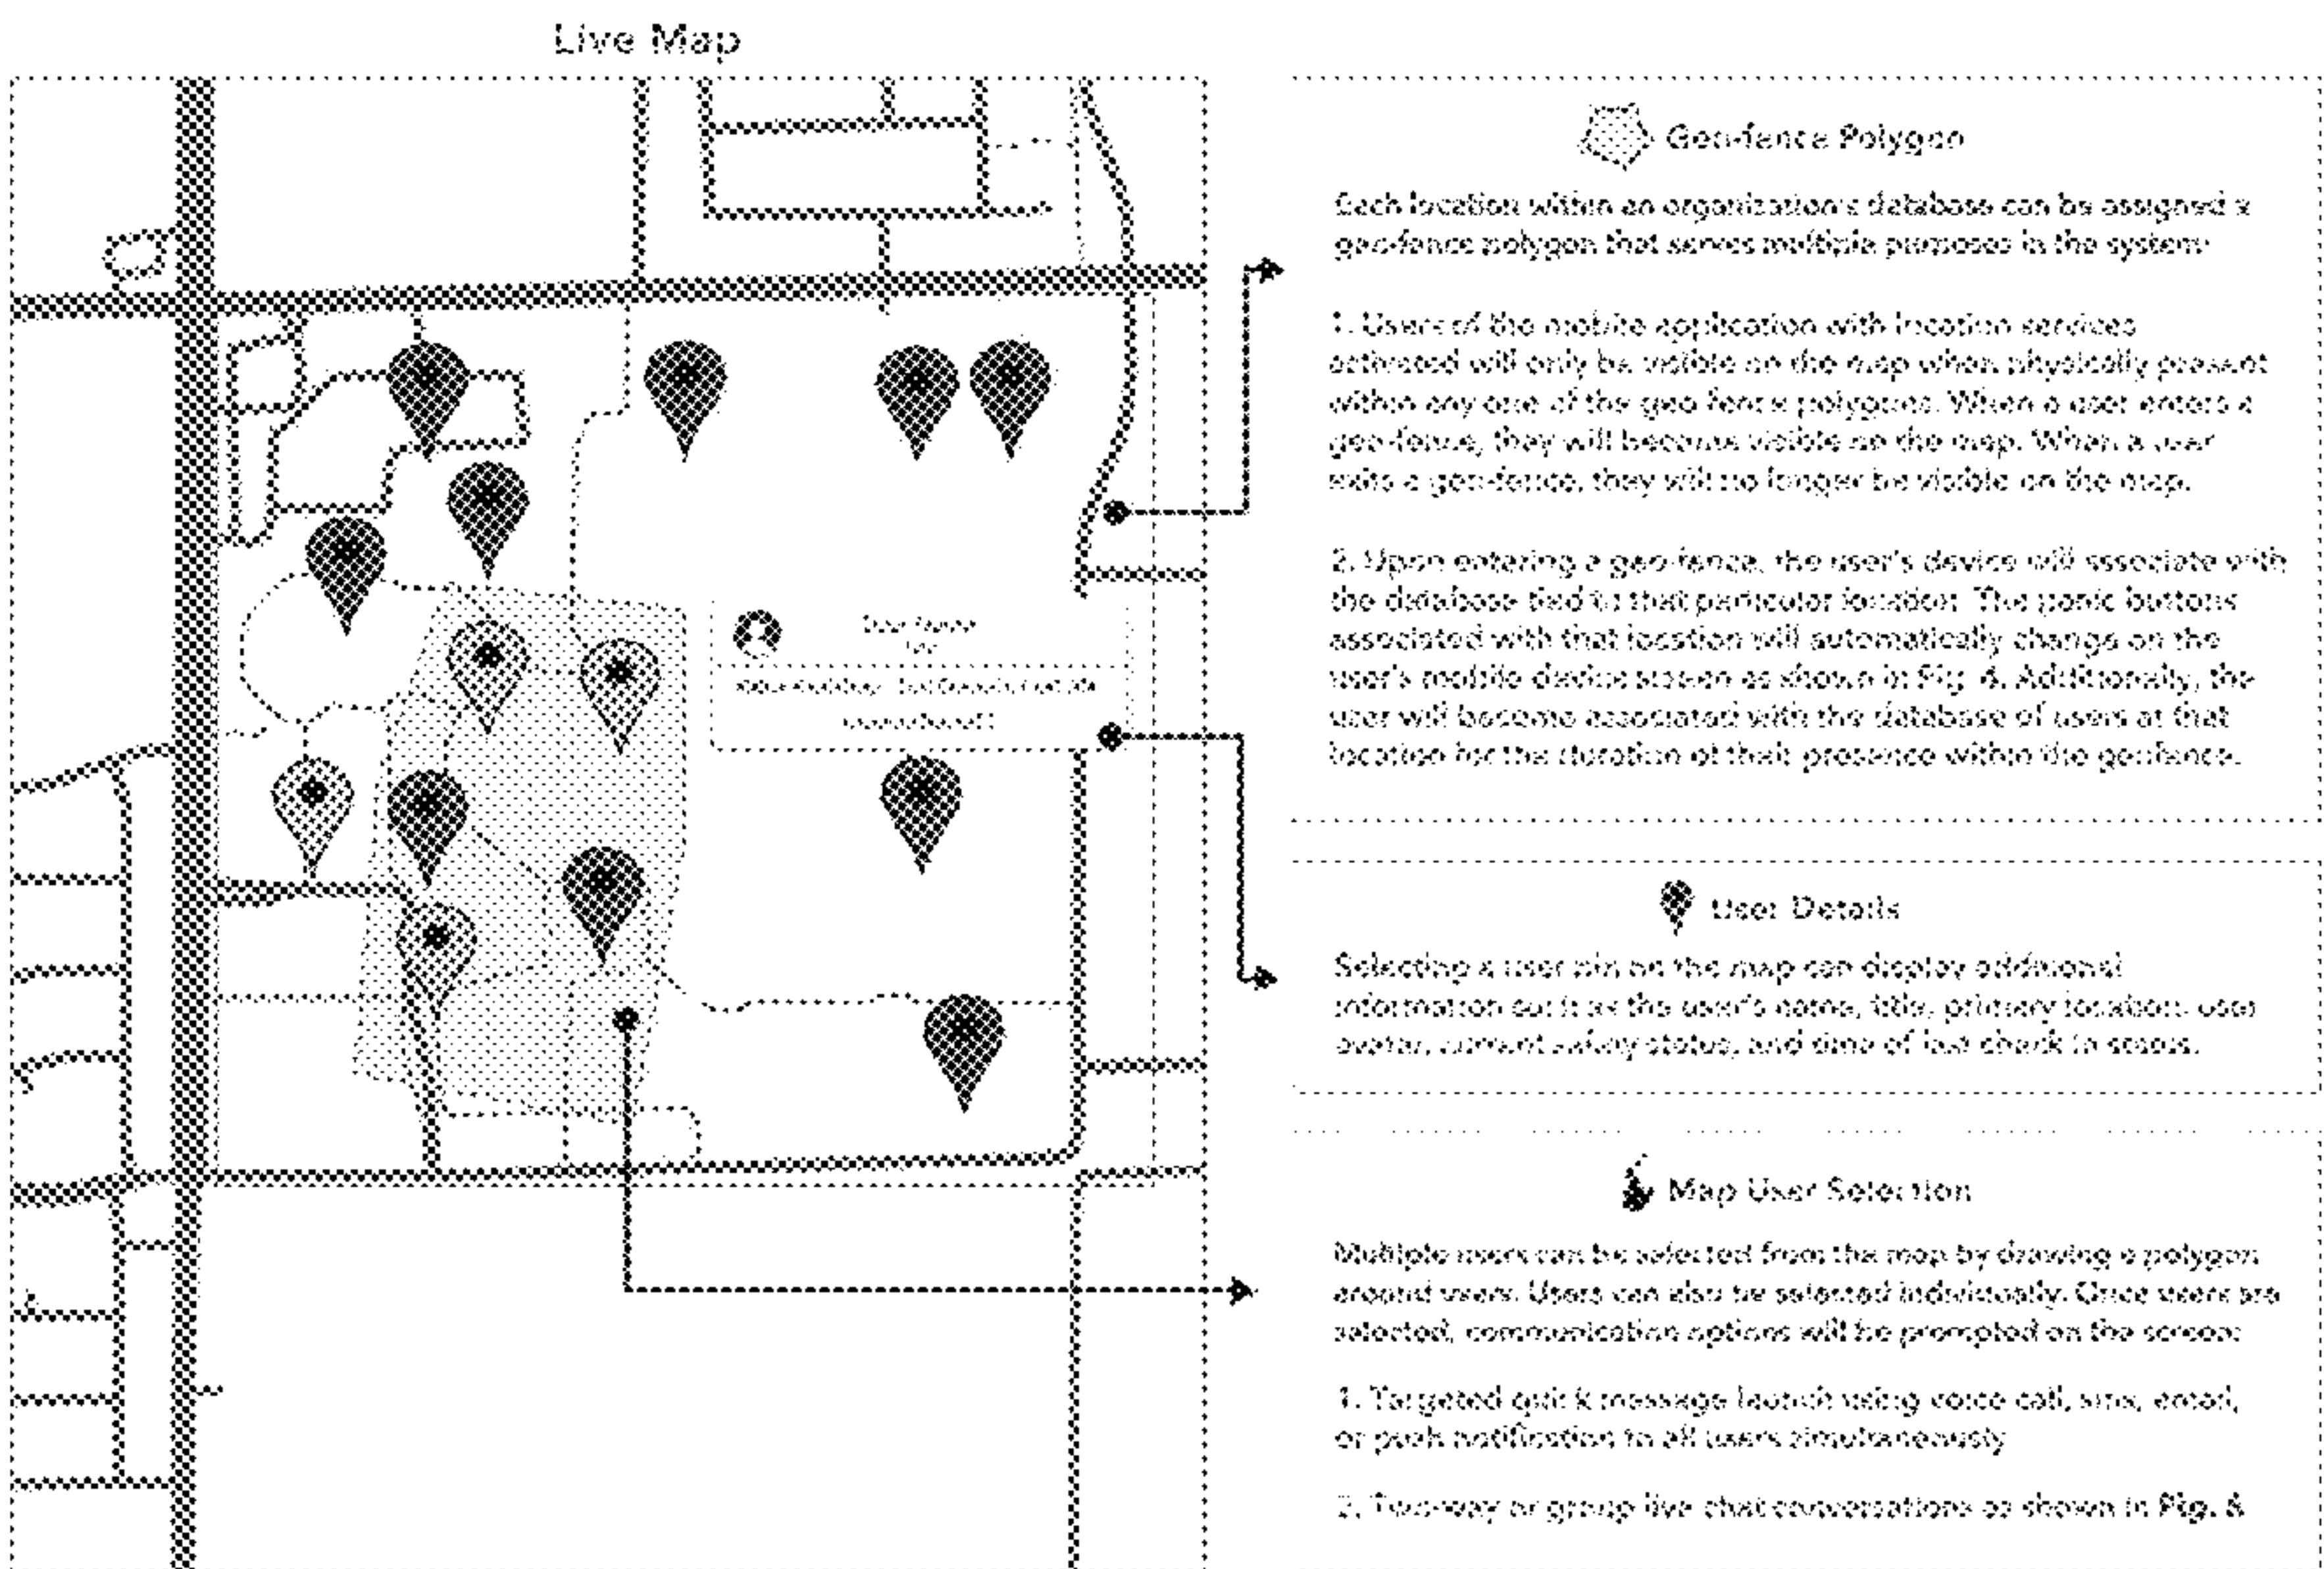 Live Map
Geo-fence Polygon
Each location within an organization's database can be assigned a
geo-fence polygon that serves multiple purposes in the system:
1. Users of the mobile application with location services
activated will only be visible on the map when physically present
within any one of the geo-fence polygons. When a user enters a
geo-fence, they will become visible on the map. When a user
exits a geo-fence, they will no longer be visible on the map.
2. Upon entering a geo-fence, the user's device will associate with
the database tied to that particular location. The panic buttons
associated with that location will automatically change on the
user's mobile device screen as shown in Fig. 4. Additionally, the
user will become associated with the database of users at that
location for the duration of their presence within the geofence.
User Details
Selecting a user pin on the map can display additional
information such as the user's name, title, primary location, user
avatar, current safety status, and time of last check in status.
Map User Selection
Multiple users can be selected from the map by drawing a polygon
around users. Users can also be selected individually. Once users are
selected, communication options will be prompted on the screen:
1. Targeted quick message launch using voice call, sms, email,
or push notification to all users simultaneously
2. Two-way or group live chat conversations as shown in Fig.